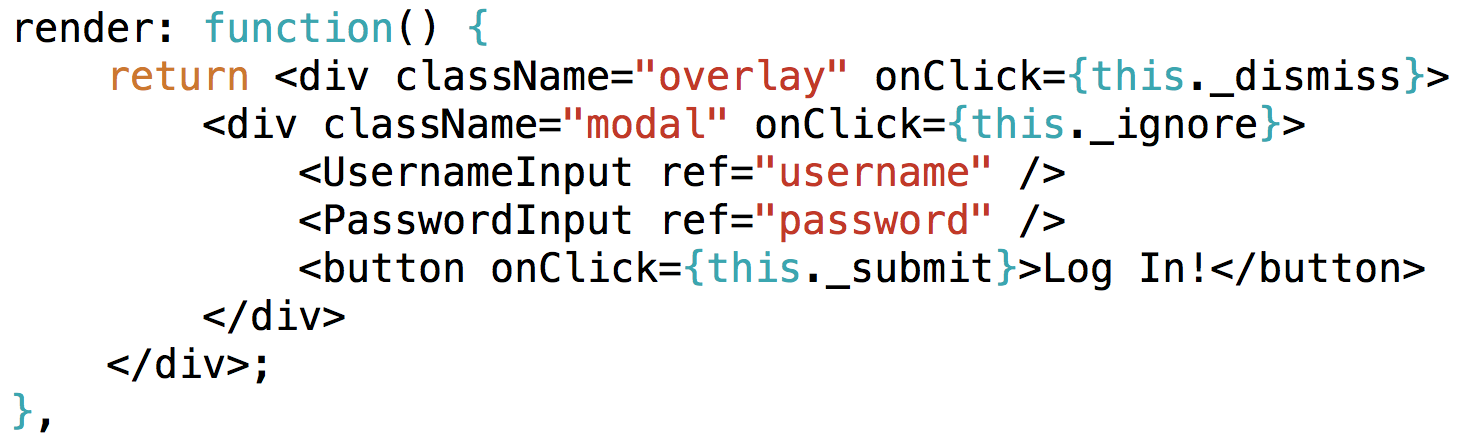 render: function() {
    return <div className="overlay" onClick={this._dismiss}>
        <div className="modal" onClick={this._ignore}>
            <UsernameInput ref="username" />
            <PasswordInput ref="password" />
            <button onClick={this._submit}>Log In!</button>
        </div>
    </div>;
},